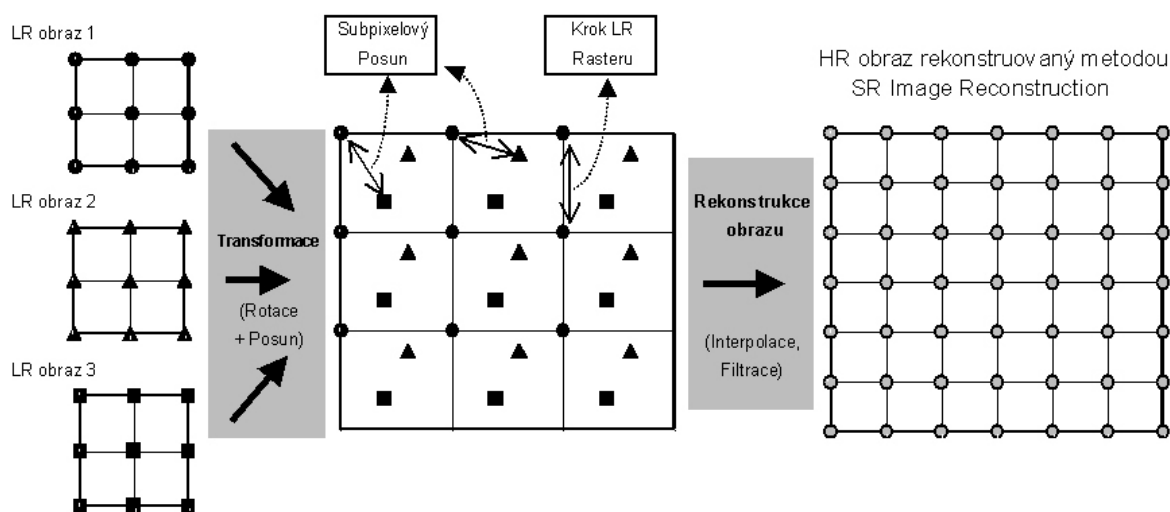 LR obraz 1
LR obraz 2
LR obraz 3
Transformace
(Rotace
+ Posun)
Subpixelový
Posun
Krok LR
Rasteru
Rekonstrukce
obrazu
(Interpolace,
Filtrace)
HR obraz rekonstruovaný metodou
SR Image Reconstruction